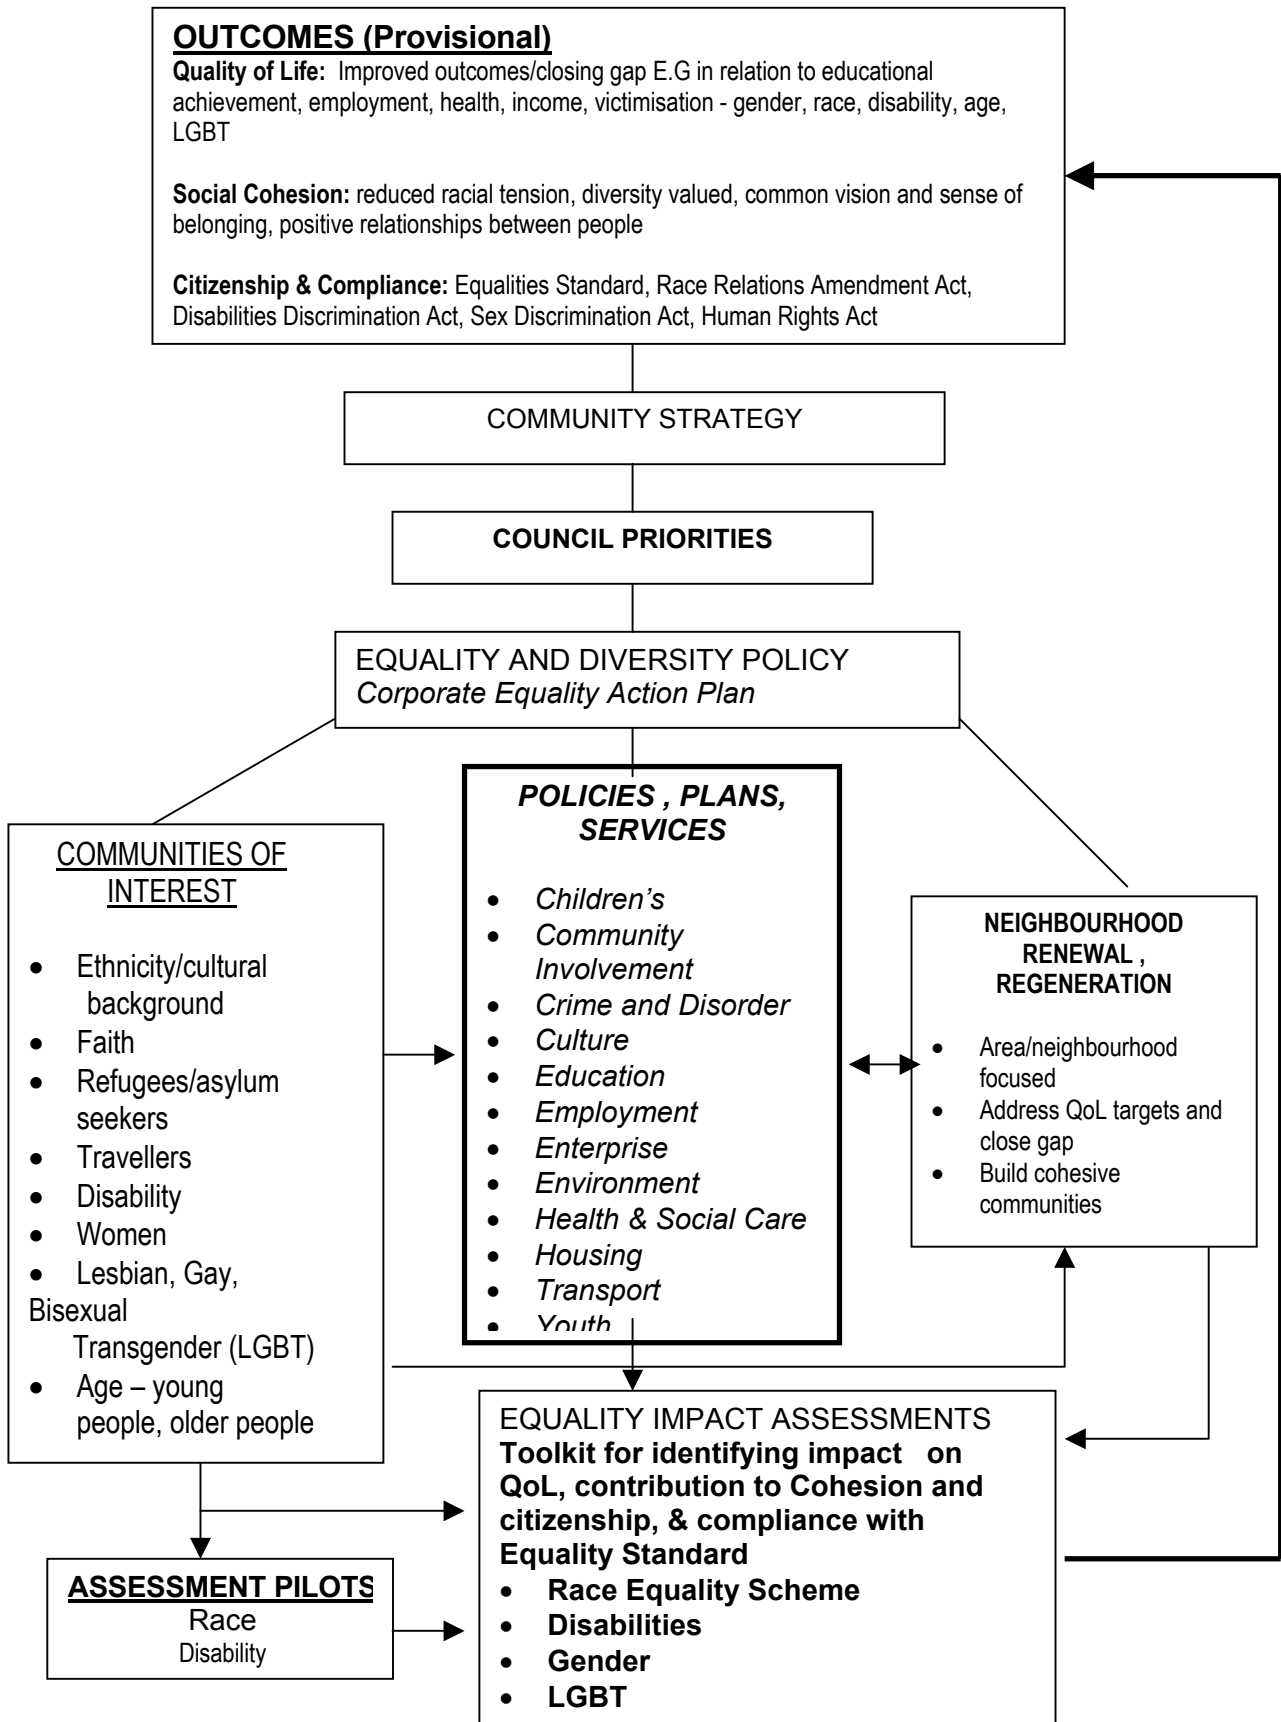 OUTCOMES (Provisional)
Quality of Life: Improved outcomes/closing gap E.G in relation to educational
achievement, employment, health, income, victimisation - gender, race, disability, age,
LGBT
Social Cohesion: reduced racial tension, diversity valued, common vision and sense of
belonging, positive relationships between people
Citizenship & Compliance: Equalities Standard, Race Relations Amendment Act,
Disabilities Discrimination Act, Sex Discrimination Act, Human Rights Act
COMMUNITY STRATEGY
COUNCIL PRIORITIES
EQUALITY AND DIVERSITY POLICY
Corporate Equality Action Plan
COMMUNITIES OF
INTEREST
• Ethnicity/cultural
background
• Faith
• Refugees/asylum
seekers
• Travellers
• Disability
• Women
• Lesbian, Gay,
Bisexual
Transgender (LGBT)
• Age – young
people, older people
POLICIES , PLANS,
SERVICES
• Children's
• Community
Involvement
• Crime and Disorder
• Culture
• Education
• Employment
• Enterprise
• Environment
• Health & Social Care
• Housing
• Transport
• Youth
NEIGHBOURHOOD
RENEWAL ,
REGENERATION
• Area/neighbourhood
focused
• Address QoL targets and
close gap
• Build cohesive
communities
ASSESSMENT PILOTS
Race
Disability
EQUALITY IMPACT ASSESSMENTS
Toolkit for identifying impact on
QoL, contribution to Cohesion and
citizenship, & compliance with
Equality Standard
• Race Equality Scheme
• Disabilities
• Gender
• LGBT